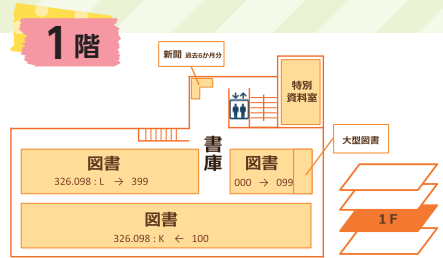 1階
新聞 過去6か月分
特別
資料室
大型図書
書庫
図書
326.098 : L → 399
図書
000 → 099
図書
326.098 : K ← 100
1F